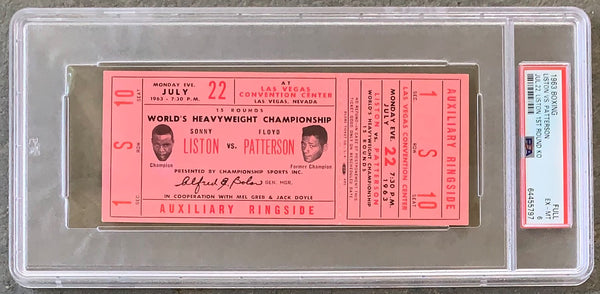 SEAT
10
ROW
S
SEC
1
MONDAY EVE.
JULY
22
1963 - 7:30 P.M.
AT
LAS VEGAS
CONVENTION CENTER
LAS VEGAS, NEVADA
15 ROUNDS
WORLD'S HEAVYWEIGHT CHAMPIONSHIP
SONNY
LISTON
VS.
FLOYD
PATTERSON
Champion
Former Champion
PRESENTED BY CHAMPIONSHIP SPORTS INC.
GEN. MGR.
IN COOPERATION WITH MEL GREB & JACK DOYLE
AUXILIARY RINGSIDE
WORLD'S HEAVYWEIGHT CHAMPIONSHIP
LISTON vs. PATTERSON
JULY 22 1963
MONDAY EVE. 7:30 P.M.
LAS VEGAS CONVENTION CENTER
1
SEC
S
ROW
10
SEAT
AUXILIARY RINGSIDE
1963 BOXING
LISTON VS PATTERSON
JUL.22 LISTON 1ST ROUND KO
PSA
FULL
EX-MT
6
64455797